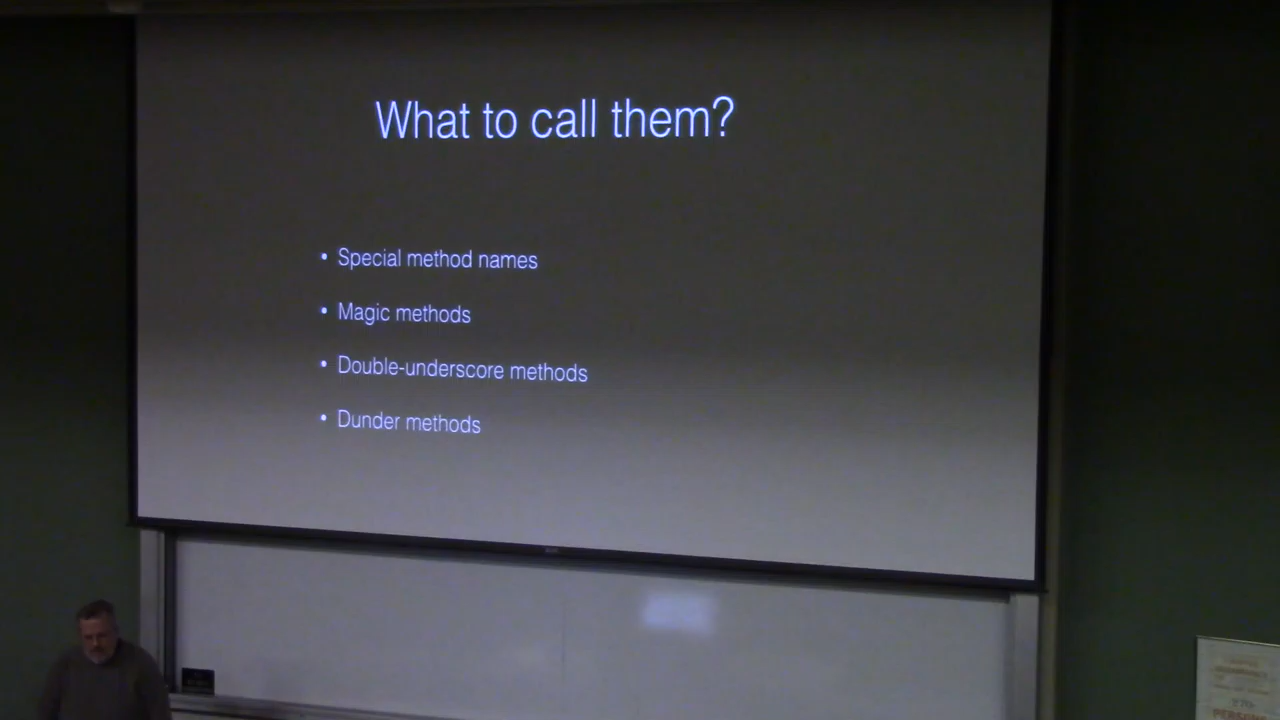 What to call them?
• Special method names
• Magic methods
• Double-underscore methods
• Dunder methods